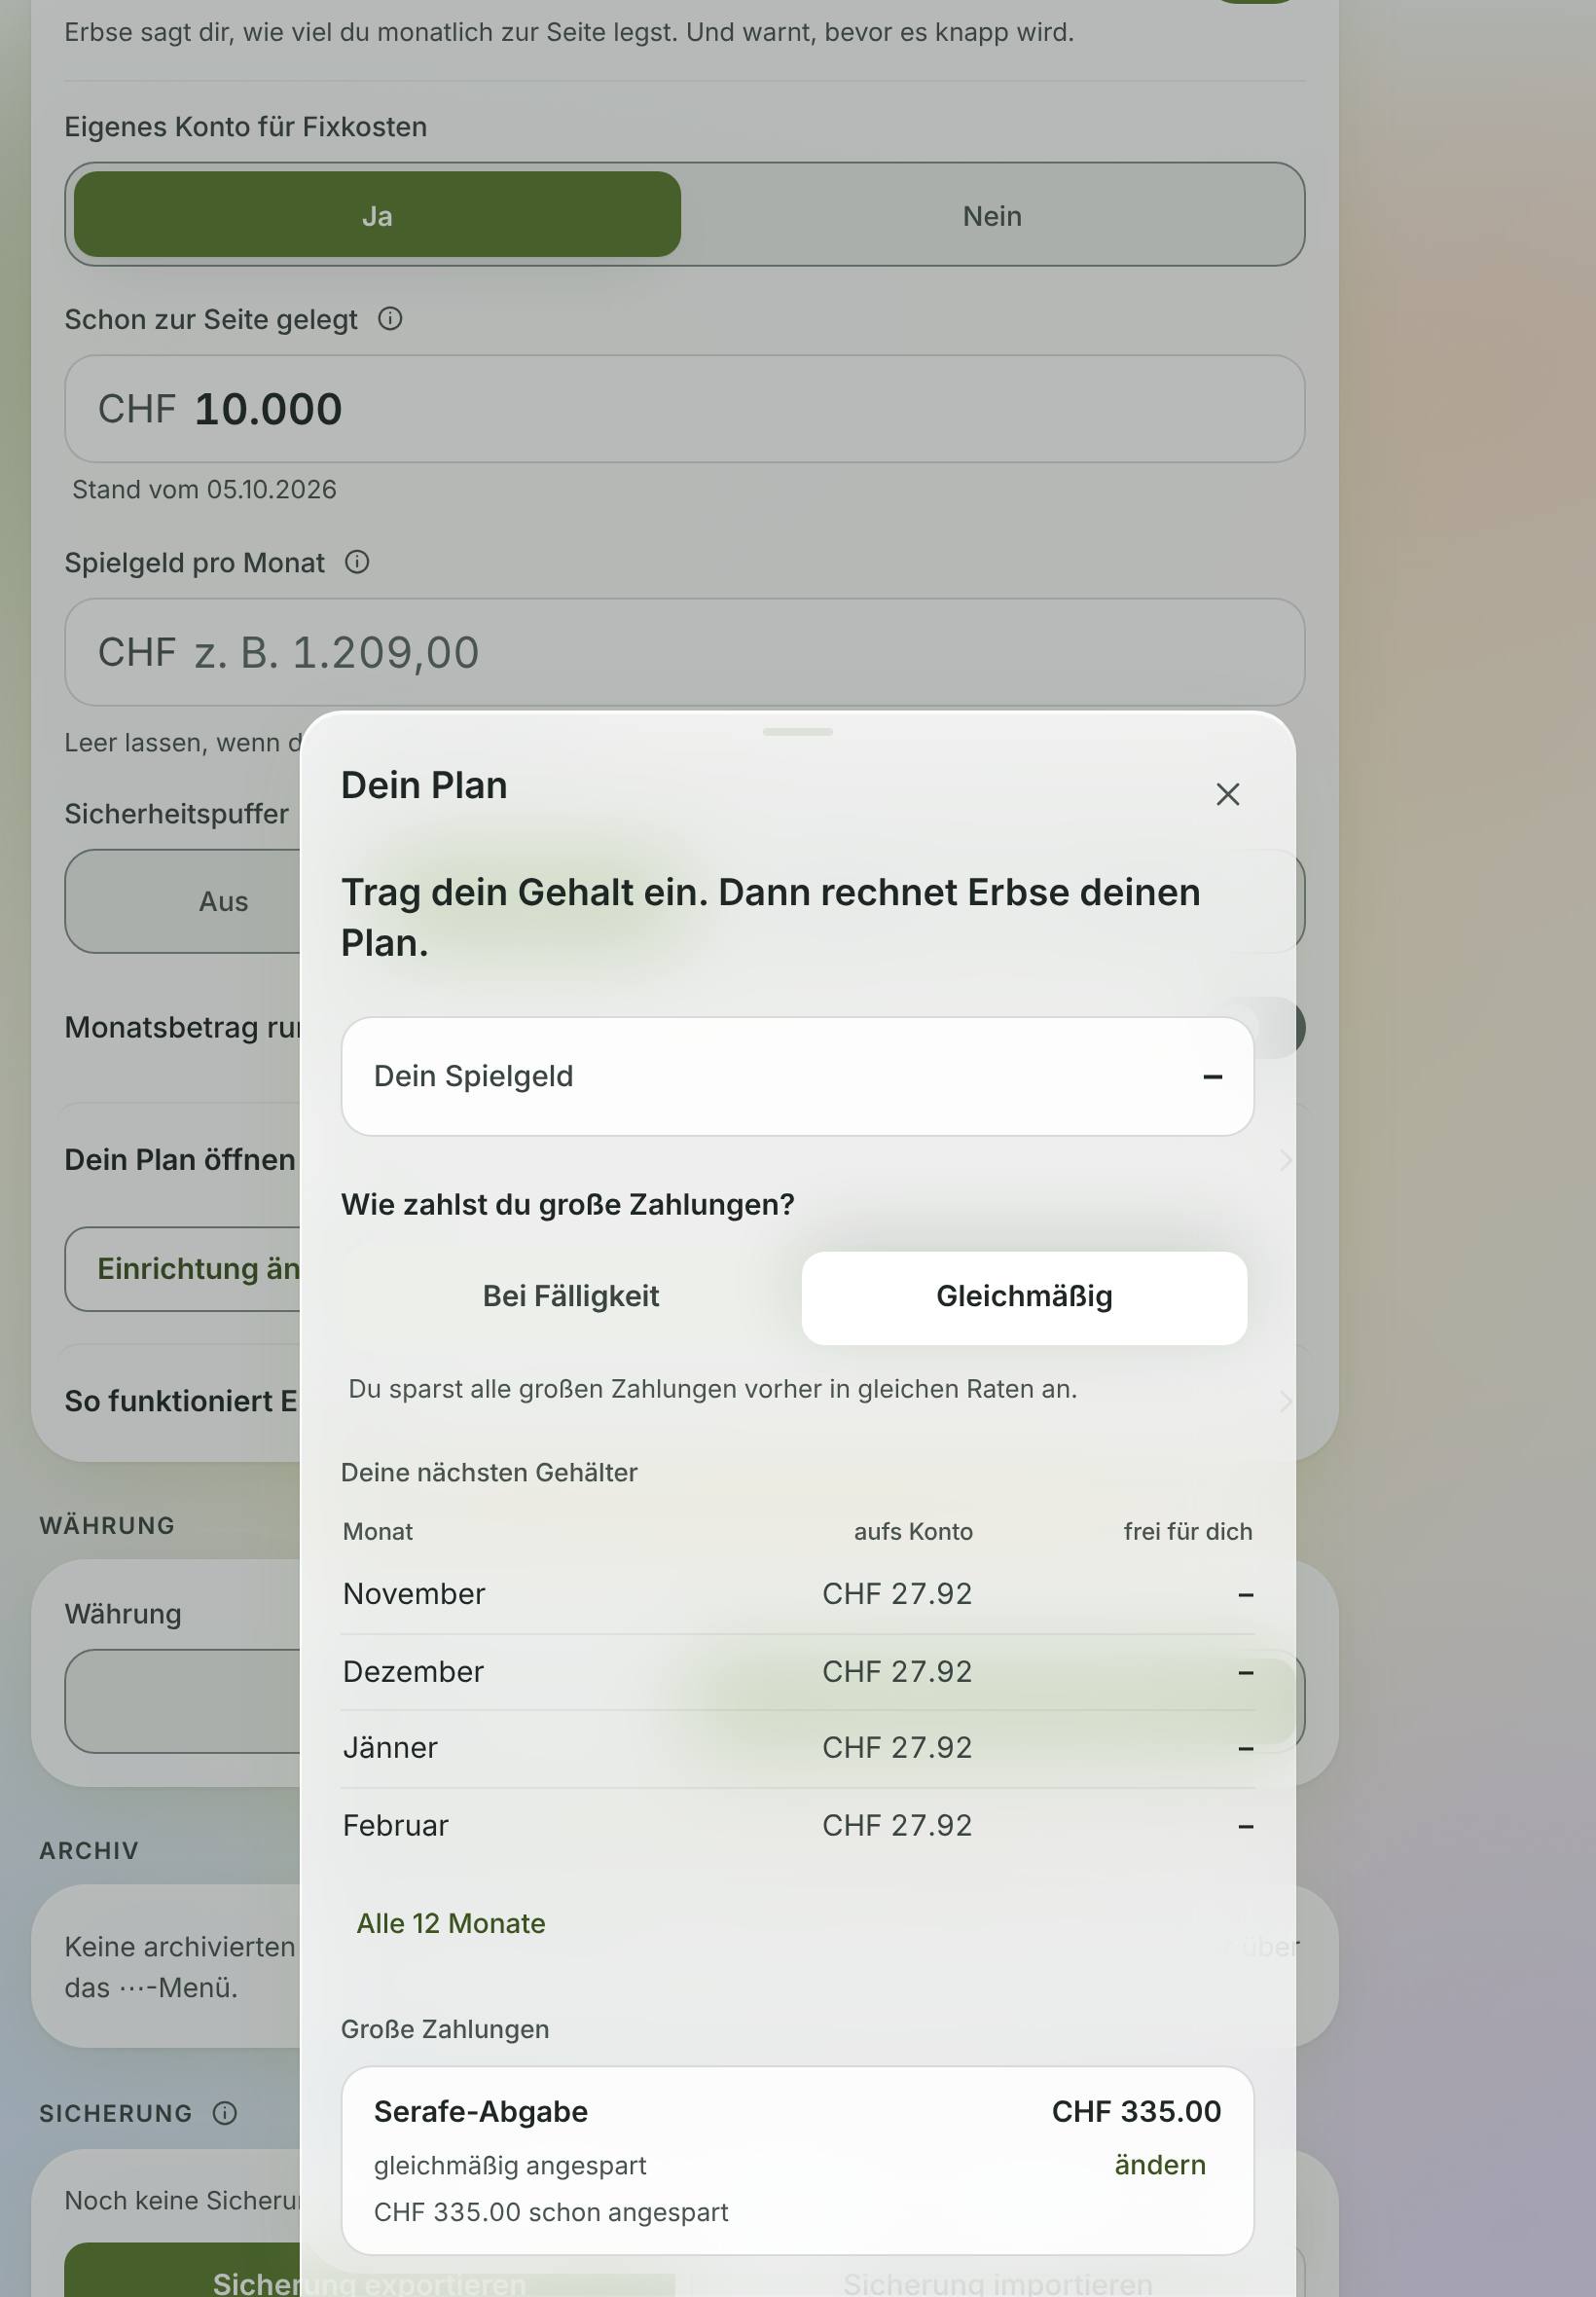 Erbse sagt dir, wie viel du monatlich zur Seite legst. Und warnt, bevor es knapp wird.
Eigenes Konto für Fixkosten
Ja
Nein
Schon zur Seite gelegt
CHF 10.000
Stand vom 05.10.2026
Spielgeld pro Monat
CHF z. B. 1.209,00
Leer lassen, wenn d
Sicherheitspuffer
Aus
Monatsbetrag ru
Dein Plan öffnen
Einrichtung än
So funktioniert E
WÄHRUNG
Währung
ARCHIV
Keine archivierten
über
das ···-Menü.
SICHERUNG
Noch keine Sicheru
Sicherung exportieren
Sicherung importieren
Dein Plan
Trag dein Gehalt ein. Dann rechnet Erbse deinen
Plan.
Dein Spielgeld –
Wie zahlst du große Zahlungen?
Bei Fälligkeit
Gleichmäßig
Du sparst alle großen Zahlungen vorher in gleichen Raten an.
Deine nächsten Gehälter
Monat aufs Konto frei für dich
November CHF 27.92 –
Dezember CHF 27.92 –
Jänner CHF 27.92 –
Februar CHF 27.92 –
Alle 12 Monate
Große Zahlungen
Serafe-Abgabe CHF 335.00
gleichmäßig angespart ändern
CHF 335.00 schon angespart